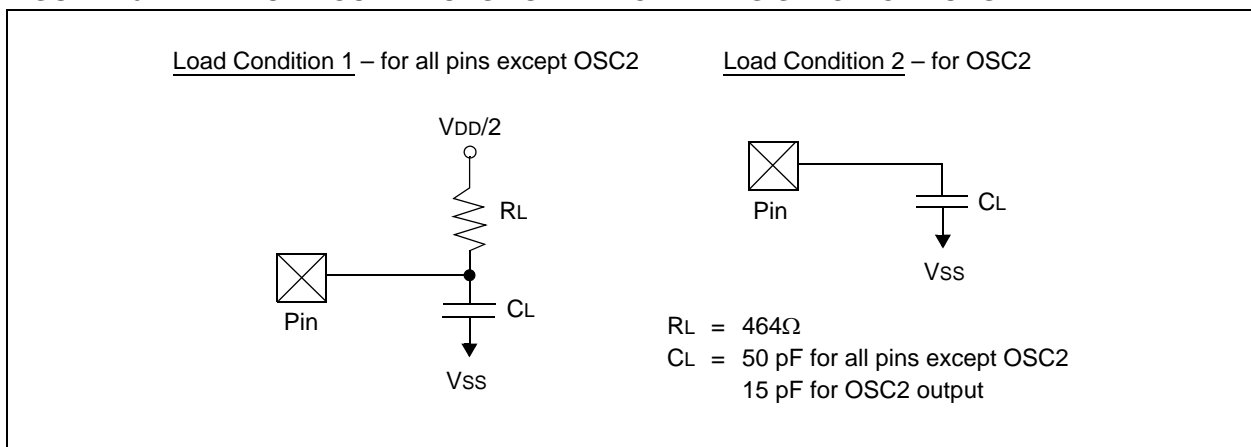 Load Condition 1 – for all pins except OSC2
Load Condition 2 – for OSC2
VDD/2
RL
Pin
CL
VSS
Pin
CL
VSS
RL = 464Ω
CL = 50 pF for all pins except OSC2
15 pF for OSC2 output